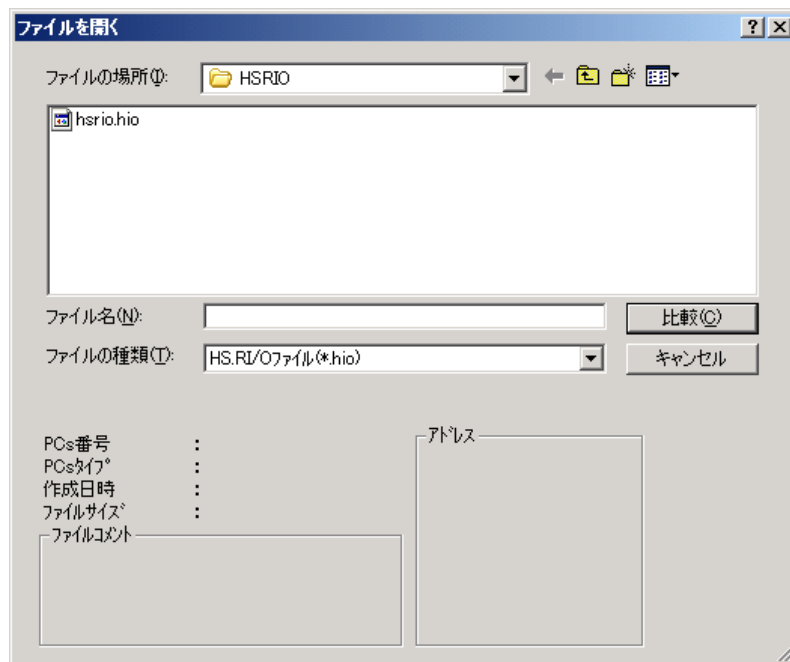 ファイルを開く
ファイルの場所(I):
HSRIO
hsrio.hio
ファイル名(N):
比較(C)
ファイルの種類(T):
HS.RI/Oファイル(*.hio)
キャンセル
PCs番号 :
PCsタイプ :
作成日時 :
ファイルサイズ :
ファイルコメント
アドレス